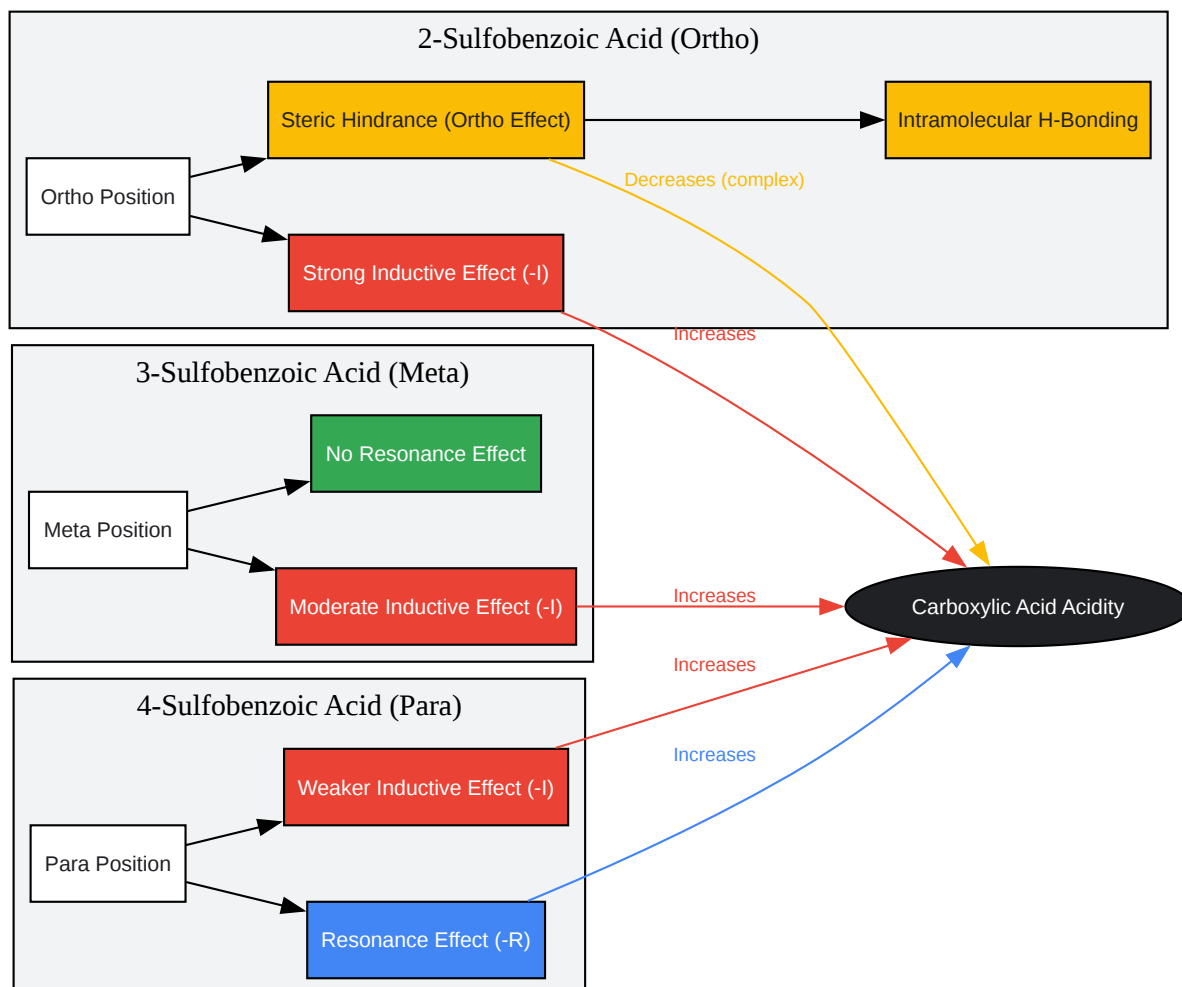 2-Sulfobenzoic Acid (Ortho)
Steric Hindrance (Ortho Effect)
Intramolecular H-Bonding
Ortho Position
Decreases (complex)
Strong Inductive Effect (-I)
Increases
3-Sulfobenzoic Acid (Meta)
No Resonance Effect
Meta Position
Moderate Inductive Effect (-I)
Increases
Carboxylic Acid Acidity
Increases
4-Sulfobenzoic Acid (Para)
Weaker Inductive Effect (-I)
Increases
Para Position
Resonance Effect (-R)